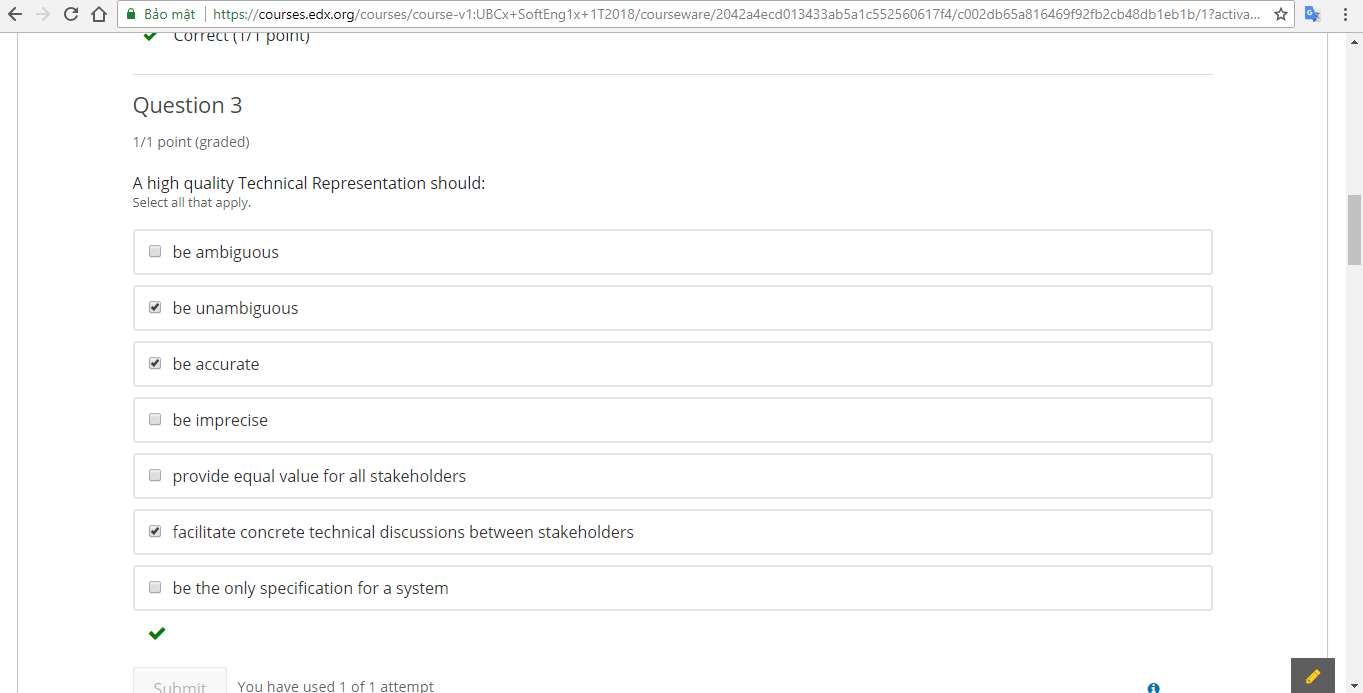 Bảo mật https://courses.edx.org/courses/course-v1:UBCx+SoftEng1x+1T2018/courseware/2042a4ecd013433ab5a1c552560617f4/c002db65a816469f92fb2cb48db1eb1b/1?activa...
Correct (1/1 point)
Question 3
1/1 point (graded)
A high quality Technical Representation should:
Select all that apply.
be ambiguous
be unambiguous
be accurate
be imprecise
provide equal value for all stakeholders
facilitate concrete technical discussions between stakeholders
be the only specification for a system
Submit You have used 1 of 1 attempt